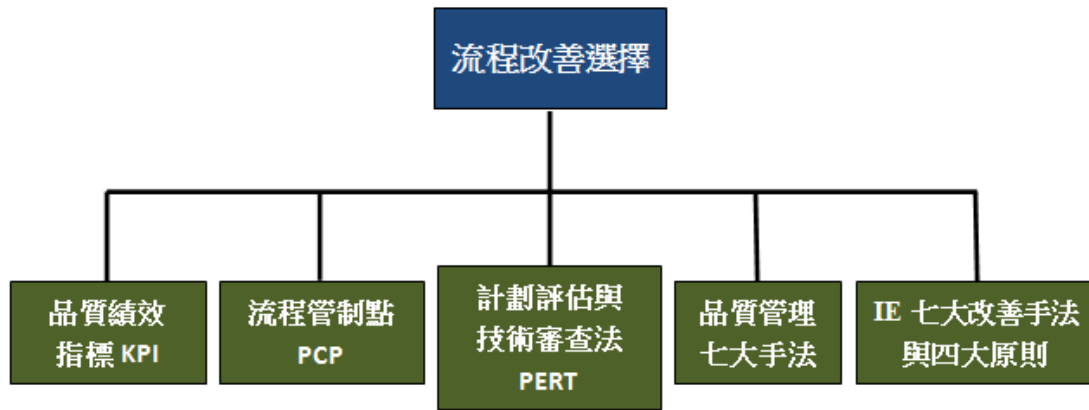 流程改善選擇
品質績效
指標 KPI
流程管制點
PCP
計劃評估與
技術審查法
PERT
品質管理
七大手法
IE 七大改善手法
與四大原則